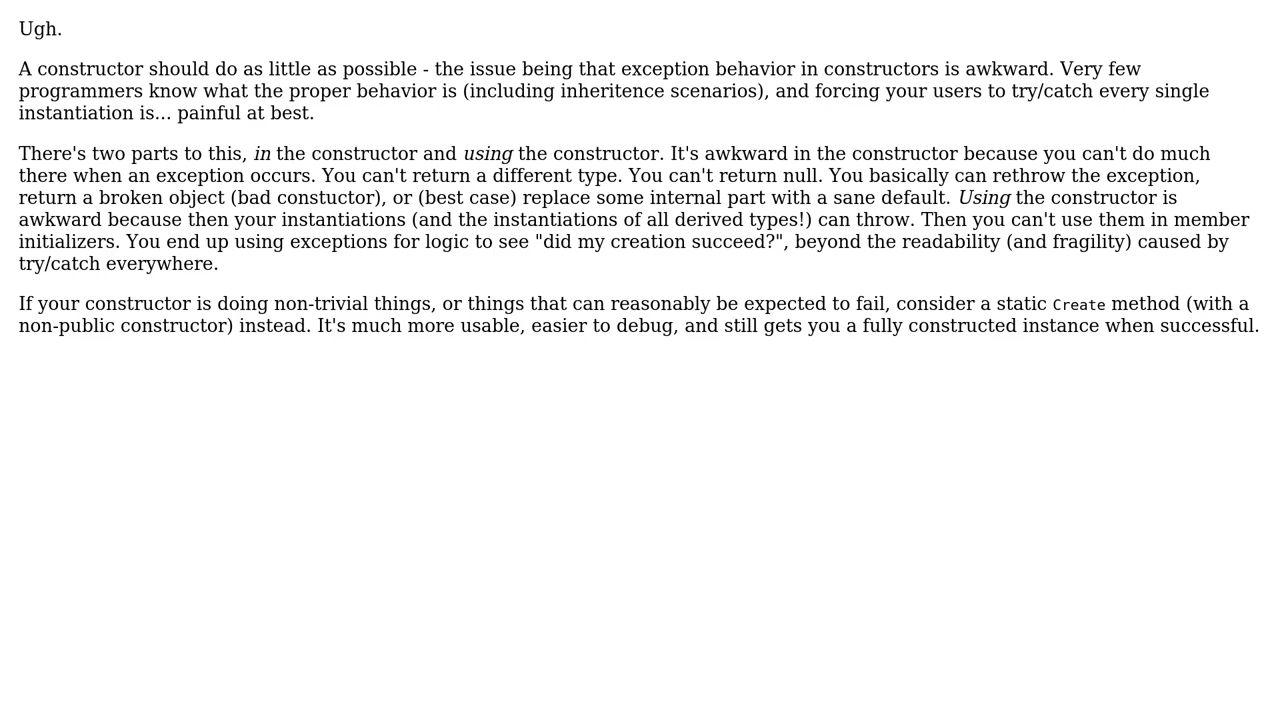 Ugh.
A constructor should do as little as possible - the issue being that exception behavior in constructors is awkward. Very few
programmers know what the proper behavior is (including inheritence scenarios), and forcing your users to try/catch every single
instantiation is... painful at best.
There's two parts to this, in the constructor and using the constructor. It's awkward in the constructor because you can't do much
there when an exception occurs. You can't return a different type. You can't return null. You basically can rethrow the exception,
return a broken object (bad constuctor), or (best case) replace some internal part with a sane default. Using the constructor is
awkward because then your instantiations (and the instantiations of all derived types!) can throw. Then you can't use them in member
initializers. You end up using exceptions for logic to see "did my creation succeed?", beyond the readability (and fragility) caused by
try/catch everywhere.
If your constructor is doing non-trivial things, or things that can reasonably be expected to fail, consider a static Create method (with a
non-public constructor) instead. It's much more usable, easier to debug, and still gets you a fully constructed instance when successful.